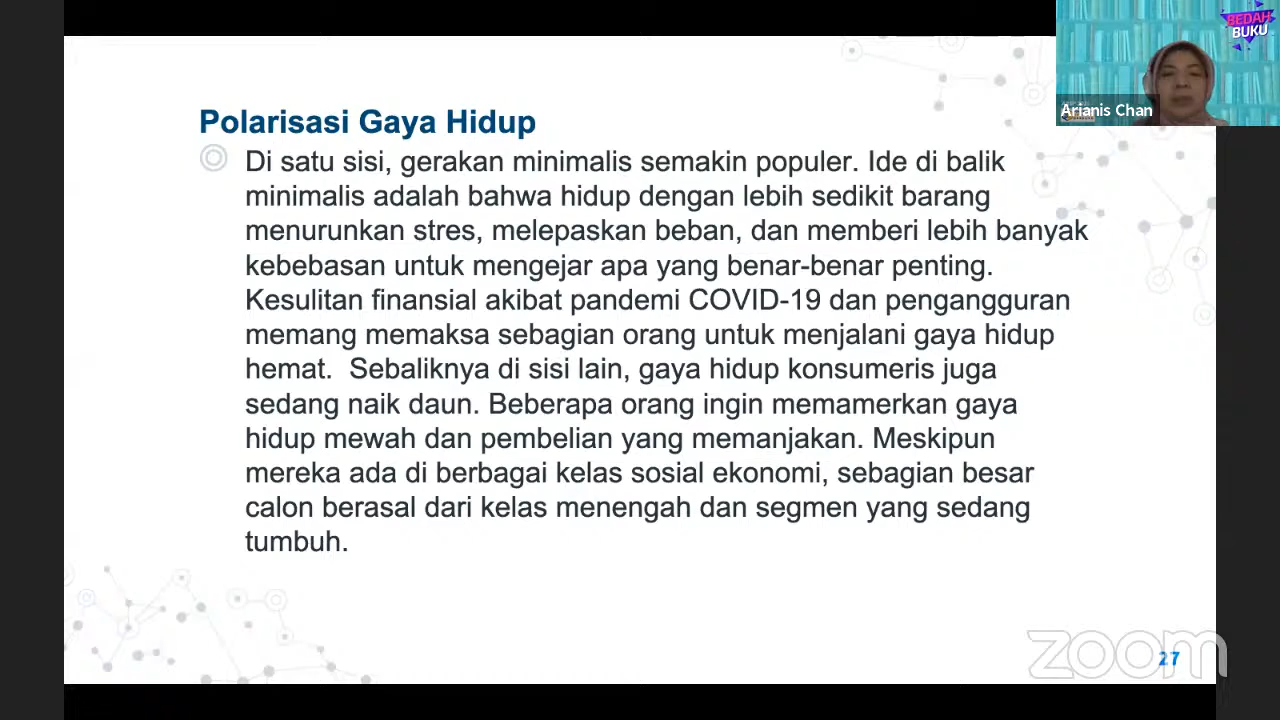 BEDAH
BUKU
Arianis Chan
Polarisasi Gaya Hidup
Di satu sisi, gerakan minimalis semakin populer. Ide di balik
minimalis adalah bahwa hidup dengan lebih sedikit barang
menurunkan stres, melepaskan beban, dan memberi lebih banyak
kebebasan untuk mengejar apa yang benar-benar penting.
Kesulitan finansial akibat pandemi COVID-19 dan pengangguran
memang memaksa sebagian orang untuk menjalani gaya hidup
hemat.  Sebaliknya di sisi lain, gaya hidup konsumeris juga
sedang naik daun. Beberapa orang ingin memamerkan gaya
hidup mewah dan pembelian yang memanjakan. Meskipun
mereka ada di berbagai kelas sosial ekonomi, sebagian besar
calon berasal dari kelas menengah dan segmen yang sedang
tumbuh.
zoom
27